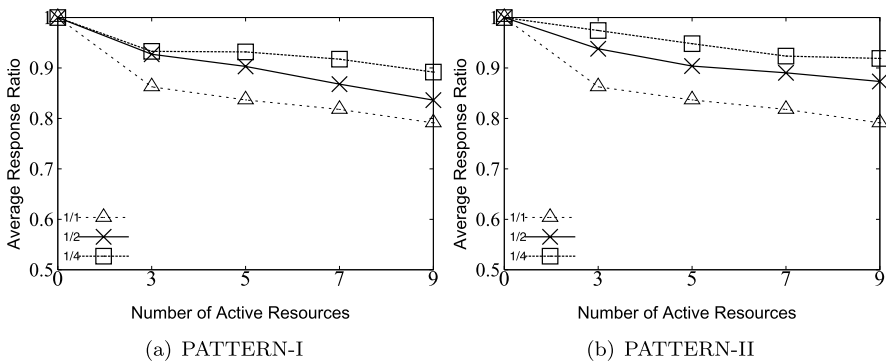 1
0.9
0.8
0.7
0.6
0.5
Average Response Ratio
1/1
1/2
1/4
0 3 5 7 9
Number of Active Resources
(a) PATTERN-I
1
0.9
0.8
0.7
0.6
0.5
Average Response Ratio
1/1
1/2
1/4
0 3 5 7 9
Number of Active Resources
(b) PATTERN-II